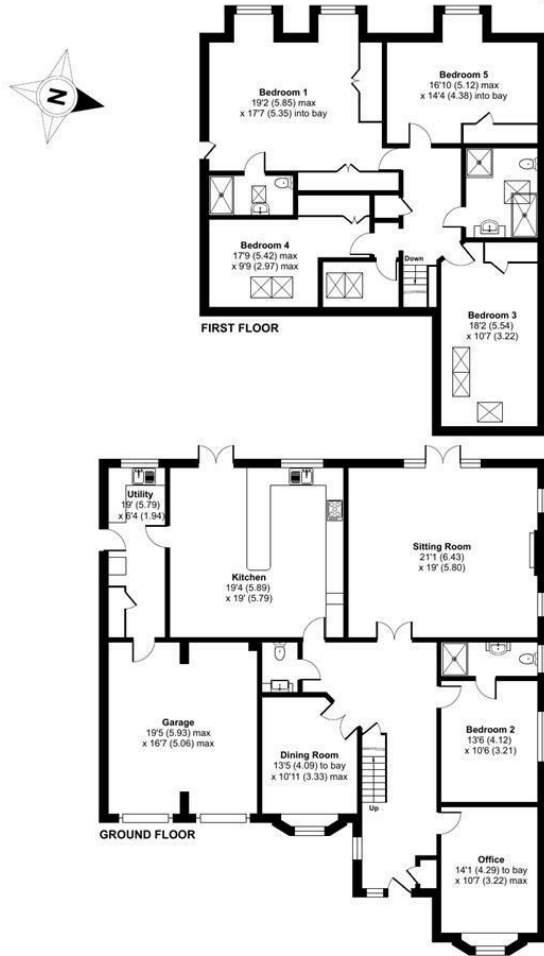 N
Bedroom 1
19'2 (5.85) max
x 17'7 (5.35) into bay
Bedroom 5
16'10 (5.12) max
x 14'4 (4.38) into bay
Bedroom 4
17'9 (5.42) max
x 9'9 (2.97) max
Down
Bedroom 3
18'2 (5.54)
x 10'7 (3.22)
FIRST FLOOR
Utility
19' (5.79)
x 6'4 (1.94)
Kitchen
19'4 (5.89)
x 19' (5.79)
Sitting Room
21'1 (6.43)
x 19' (5.80)
Garage
19'5 (5.93) max
x 16'7 (5.06) max
Dining Room
13'5 (4.09) to bay
x 10'11 (3.33) max
Up
Bedroom 2
13'6 (4.12)
x 10'6 (3.21)
Office
14'1 (4.29) to bay
x 10'7 (3.22) max
GROUND FLOOR